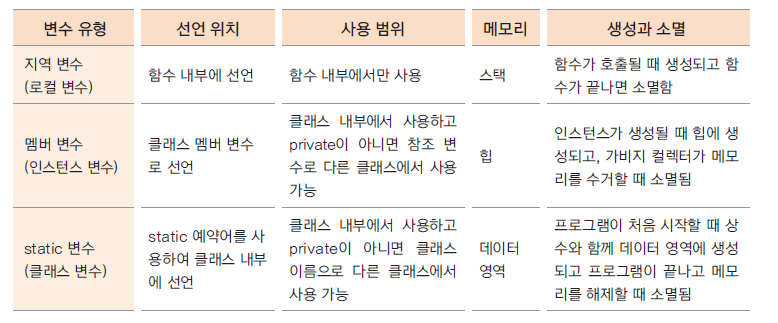 변수 유형
선언 위치
사용 범위
메모리
생성과 소멸
지역 변수
(로컬 변수)
함수 내부에 선언
함수 내부에서만 사용
스택
함수가 호출될 때 생성되고 함
수가 끝나면 소멸함
멤버 변수
(인스턴스 변수)
클래스 멤버 변수
로 선언
클래스 내부에서 사용하고
private이 아니면 참조 변
수로 다른 클래스에서 사용
가능
힙
인스턴스가 생성될 때 힙에 생
성되고, 가비지 컬렉터가 메모
리를 수거할 때 소멸됨
static 변수
(클래스 변수)
static 예약어를 사
용하여 클래스 내부
에 선언
클래스 내부에서 사용하고
private이 아니면 클래스
이름으로 다른 클래스에서
사용 가능
데이터
영역
프로그램이 처음 시작할 때 상
수와 함께 데이터 영역에 생성
되고 프로그램이 끝나고 메모
리를 해제할 때 소멸됨